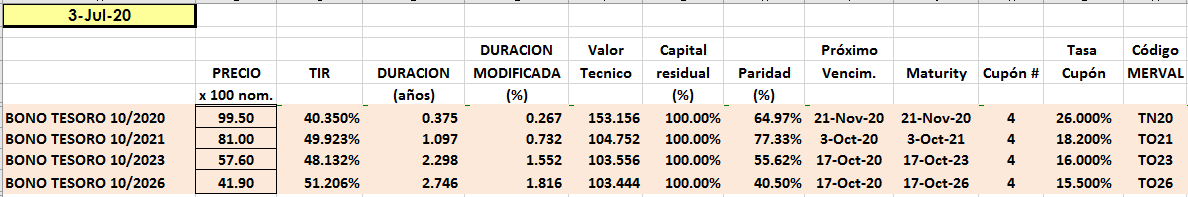 3-Jul-20
DURACION Valor Capital Próximo Tasa Código
PRECIO TIR DURACION MODIFICADA Tecnico residual Paridad Vencim. Maturity Cupón # Cupón MERVAL
x 100 nom. (años) (%) (%) (%)
BONO TESORO 10/2020 99.50 40.350% 0.375 0.267 153.156 100.00% 64.97% 21-Nov-20 21-Nov-20 4 26.000% TN20
BONO TESORO 10/2021 81.00 49.923% 1.097 0.732 104.752 100.00% 77.33% 3-Oct-20 3-Oct-21 4 18.200% TO21
BONO TESORO 10/2023 57.60 48.132% 2.298 1.552 103.556 100.00% 55.62% 17-Oct-20 17-Oct-23 4 16.000% TO23
BONO TESORO 10/2026 41.90 51.206% 2.746 1.816 103.444 100.00% 40.50% 17-Oct-20 17-Oct-26 4 15.500% TO26